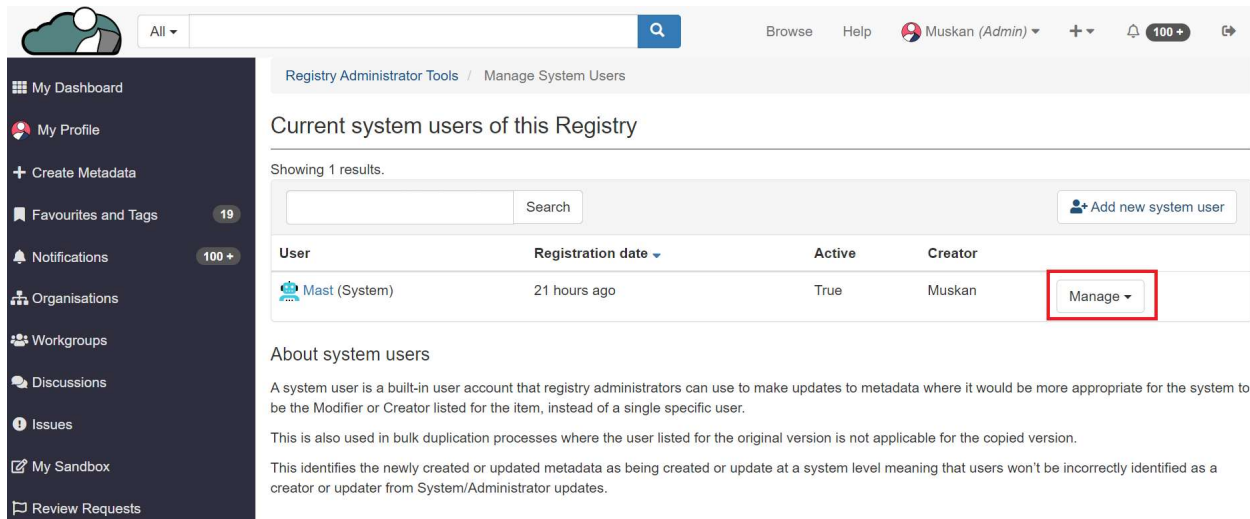 All
Browse Help Muskan (Admin) 100 +
My Dashboard
My Profile
Create Metadata
Favourites and Tags 19
Notifications 100 +
Organisations
Workgroups
Discussions
Issues
My Sandbox
Review Requests
Registry Administrator Tools / Manage System Users
Current system users of this Registry
Showing 1 results.
Search Add new system user
User Registration date Active Creator
Mast (System) 21 hours ago True Muskan Manage
About system users
A system user is a built-in user account that registry administrators can use to make updates to metadata where it would be more appropriate for the system to
be the Modifier or Creator listed for the item, instead of a single specific user.
This is also used in bulk duplication processes where the user listed for the original version is not applicable for the copied version.
This identifies the newly created or updated metadata as being created or update at a system level meaning that users won't be incorrectly identified as a
creator or updater from System/Administrator updates.